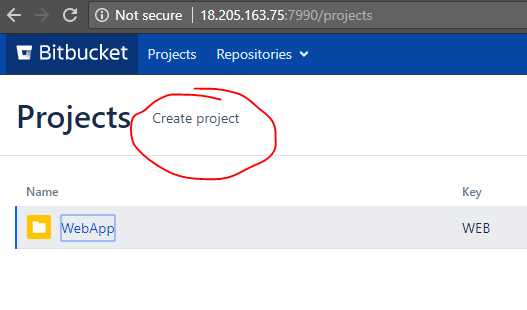 Not secure 18.205.163.75:7990/projects
Bitbucket Projects Repositories
Projects Create project
Name Key
WebApp WEB